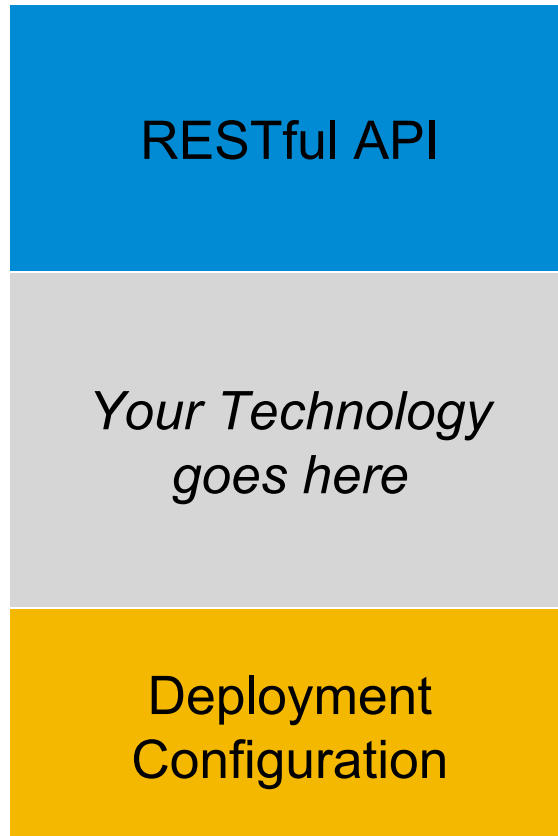 RESTful API
Your Technology
goes here
Deployment
Configuration